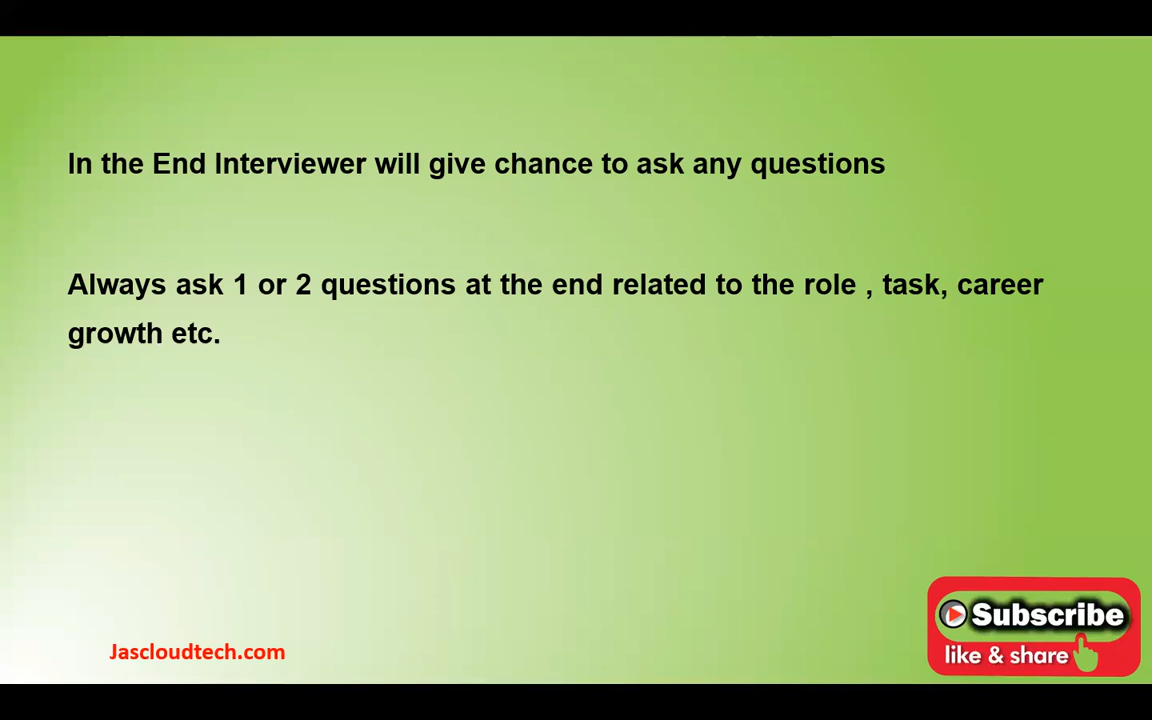 In the End Interviewer will give chance to ask any questions
Always ask 1 or 2 questions at the end related to the role , task, career
growth etc.
Jascloudtech.com
Subscribe
like & share